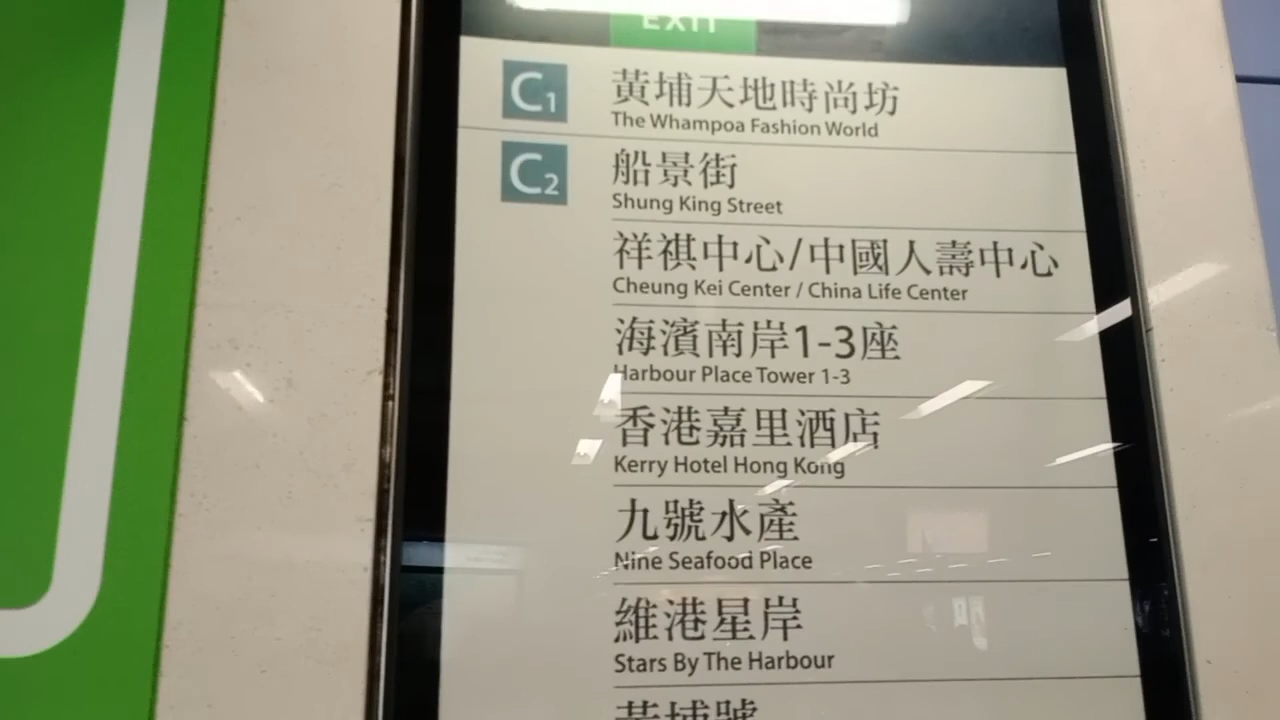 EXIT
C1 黃埔天地時尚坊
The Whampoa Fashion World
C2 船景街
Shung King Street
祥祺中心/中國人壽中心
Cheung Kei Center / China Life Center
海濱南岸1-3座
Harbour Place Tower 1-3
香港嘉里酒店
Kerry Hotel Hong Kong
九號水產
Nine Seafood Place
維港星岸
Stars By The Harbour
黃埔號